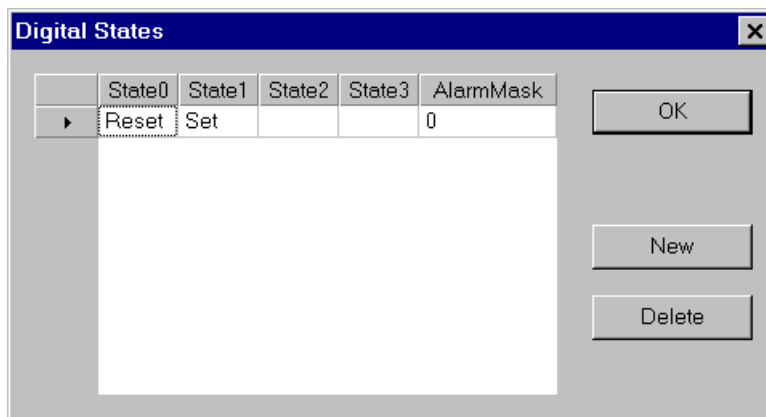 Digital States
State0 State1 State2 State3 AlarmMask
Reset Set 0
OK
New
Delete